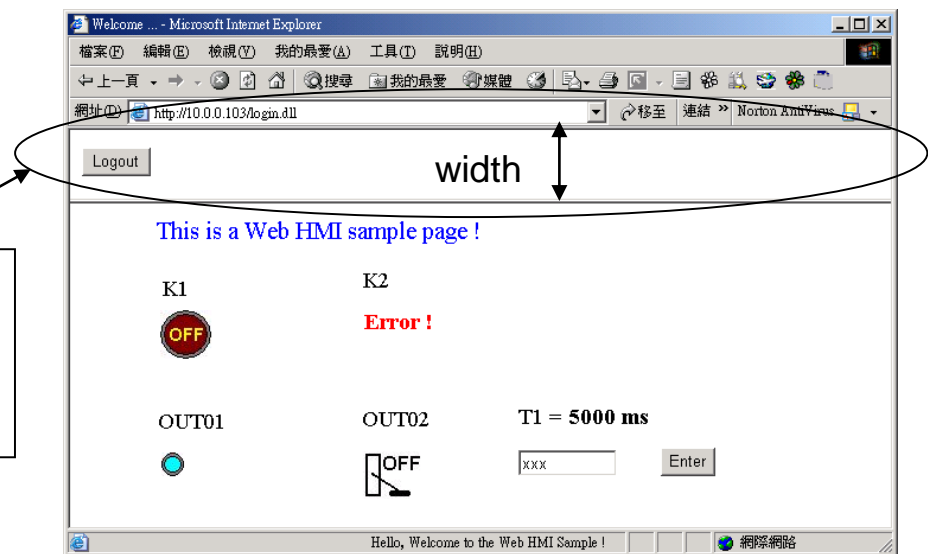 Welcome ... - Microsoft Internet Explorer
檔案(F) 編輯(E) 檢視(V) 我的最愛(A) 工具(T) 說明(H)
上一頁 搜尋 我的最愛 媒體
網址(D) http://10.0.0.103/login.dll 移至 連結 » Norton AntiVirus
Logout
width
This is a Web HMI sample page !
K1 K2
OFF Error !
OUT01 OUT02 T1 = 5000 ms
OFF xxx Enter
Hello, Welcome to the Web HMI Sample ! 網際網路